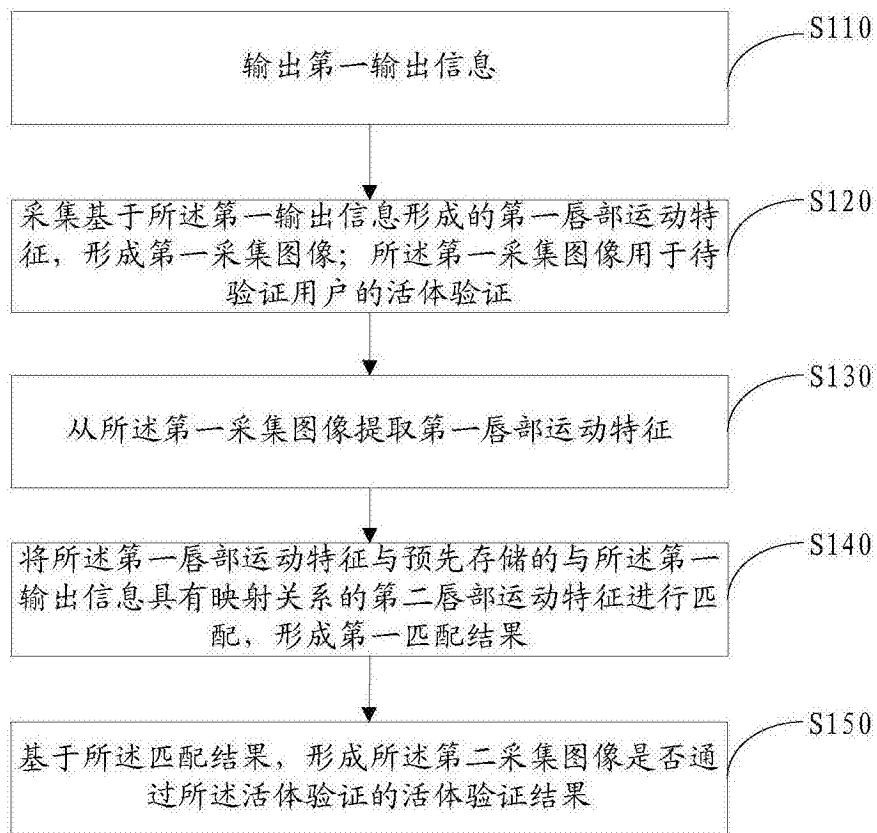 S110
输出第一输出信息
S120
采集基于所述第一输出信息形成的第一唇部运动特
征，形成第一采集图像；所述第一采集图像用于待
验证用户的活体验证
S130
从所述第一采集图像提取第一唇部运动特征
S140
将所述第一唇部运动特征与预先存储的与所述第一
输出信息具有映射关系的第二唇部运动特征进行匹
配，形成第一匹配结果
S150
基于所述匹配结果，形成所述第二采集图像是否通
过所述活体验证的活体验证结果